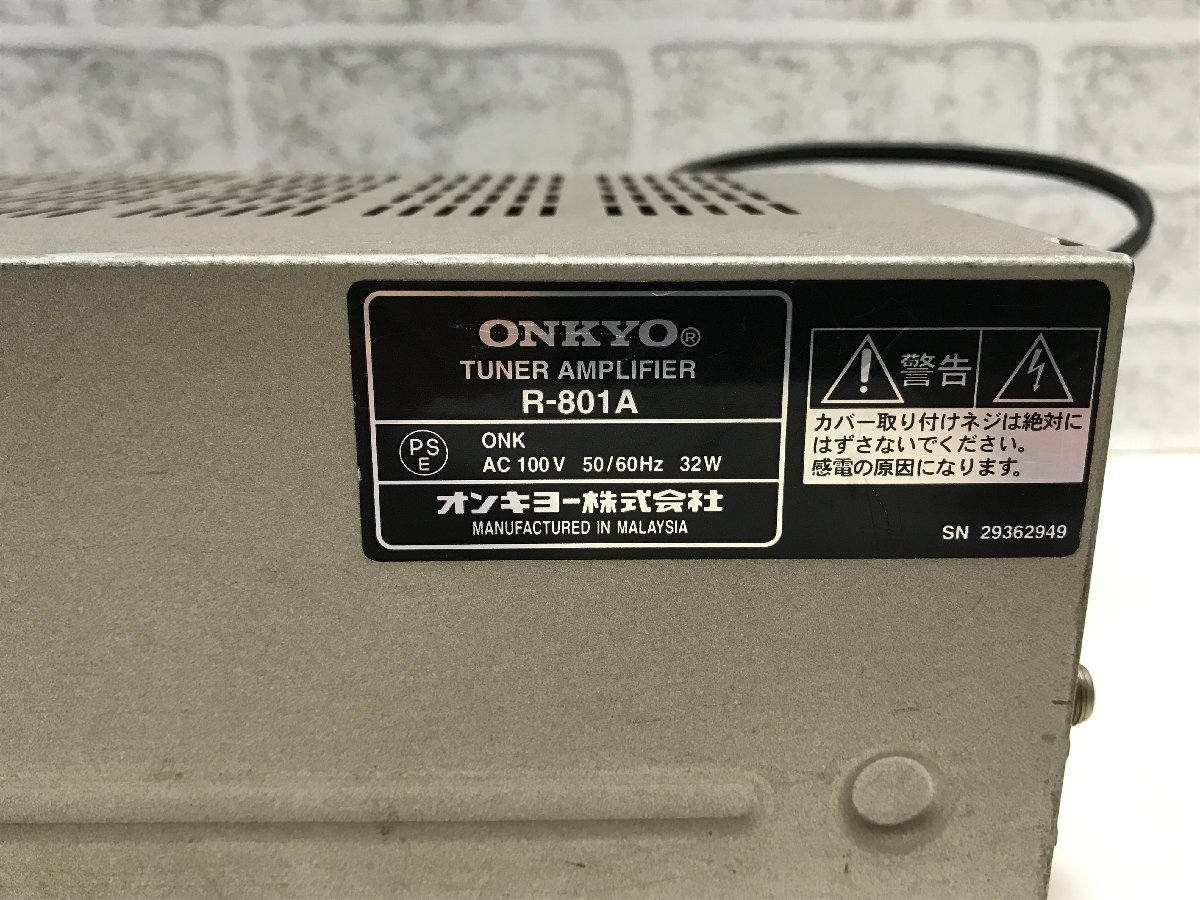 ONKYO®
TUNER AMPLIFIER
R-801A
PS
E
ONK
AC 100V 50/60Hz 32W
オンキヨー株式会社
MANUFACTURED IN MALAYSIA
警告
カバー取り付けネジは絶対に
はずさないでください。
感電の原因になります。
SN 29362949